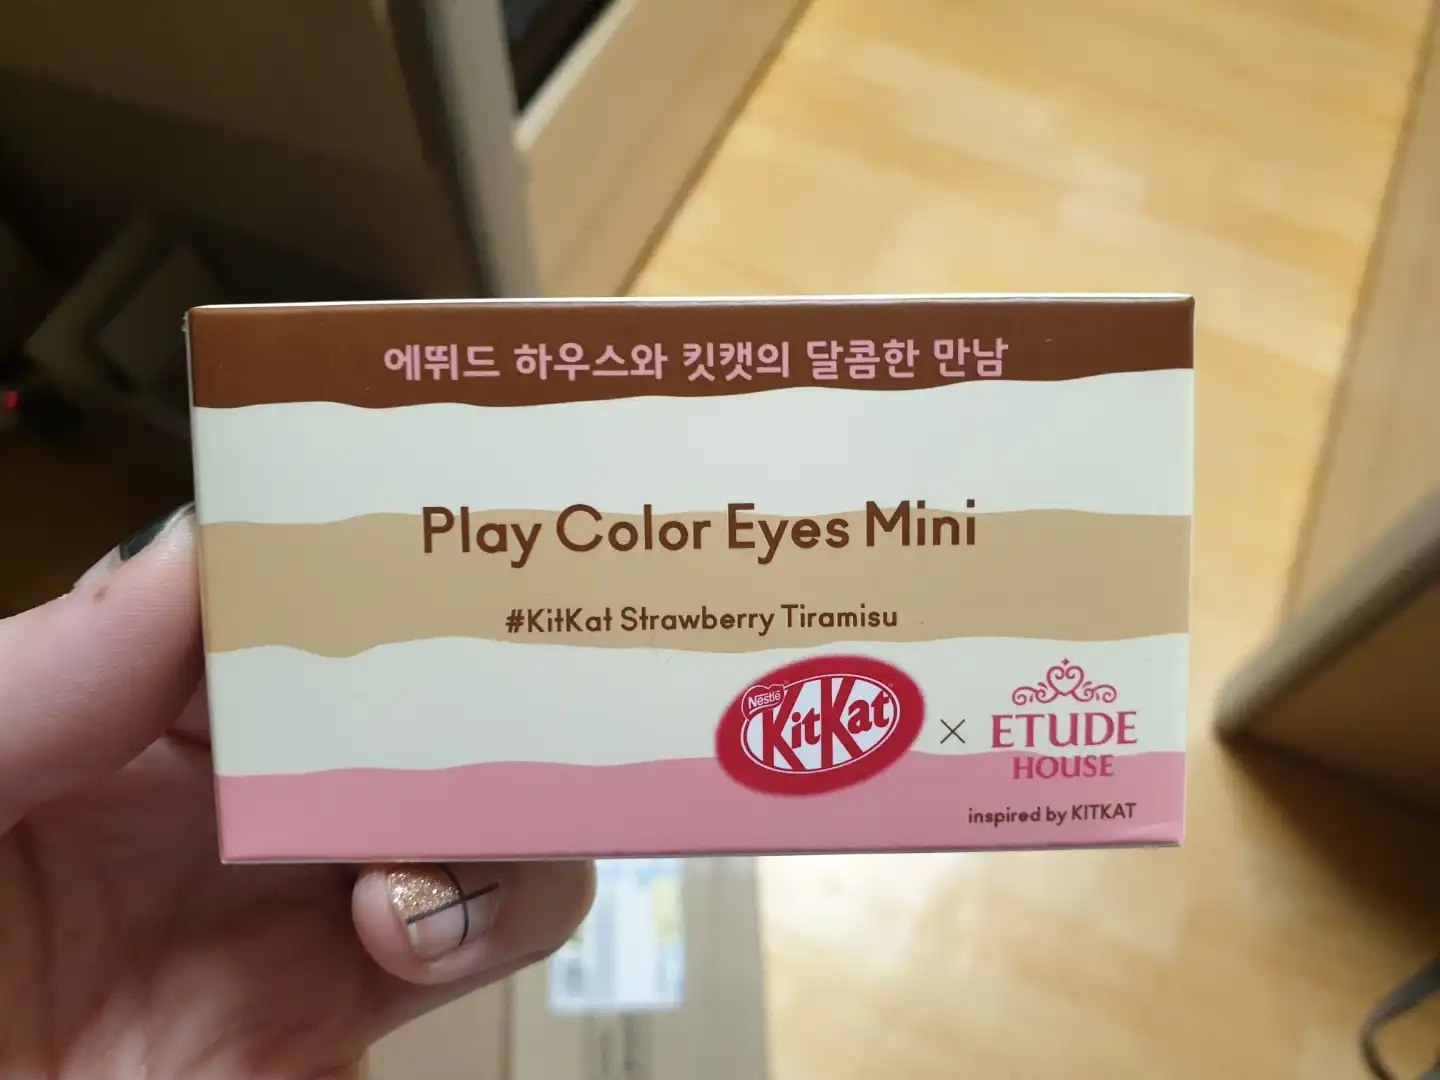 에뛰드 하우스와 킷캣의 달콤한 만남
Play Color Eyes Mini
#KitKat Strawberry Tiramisu
Nestlé
KitKat
×
ETUDE
HOUSE
inspired by KITKAT